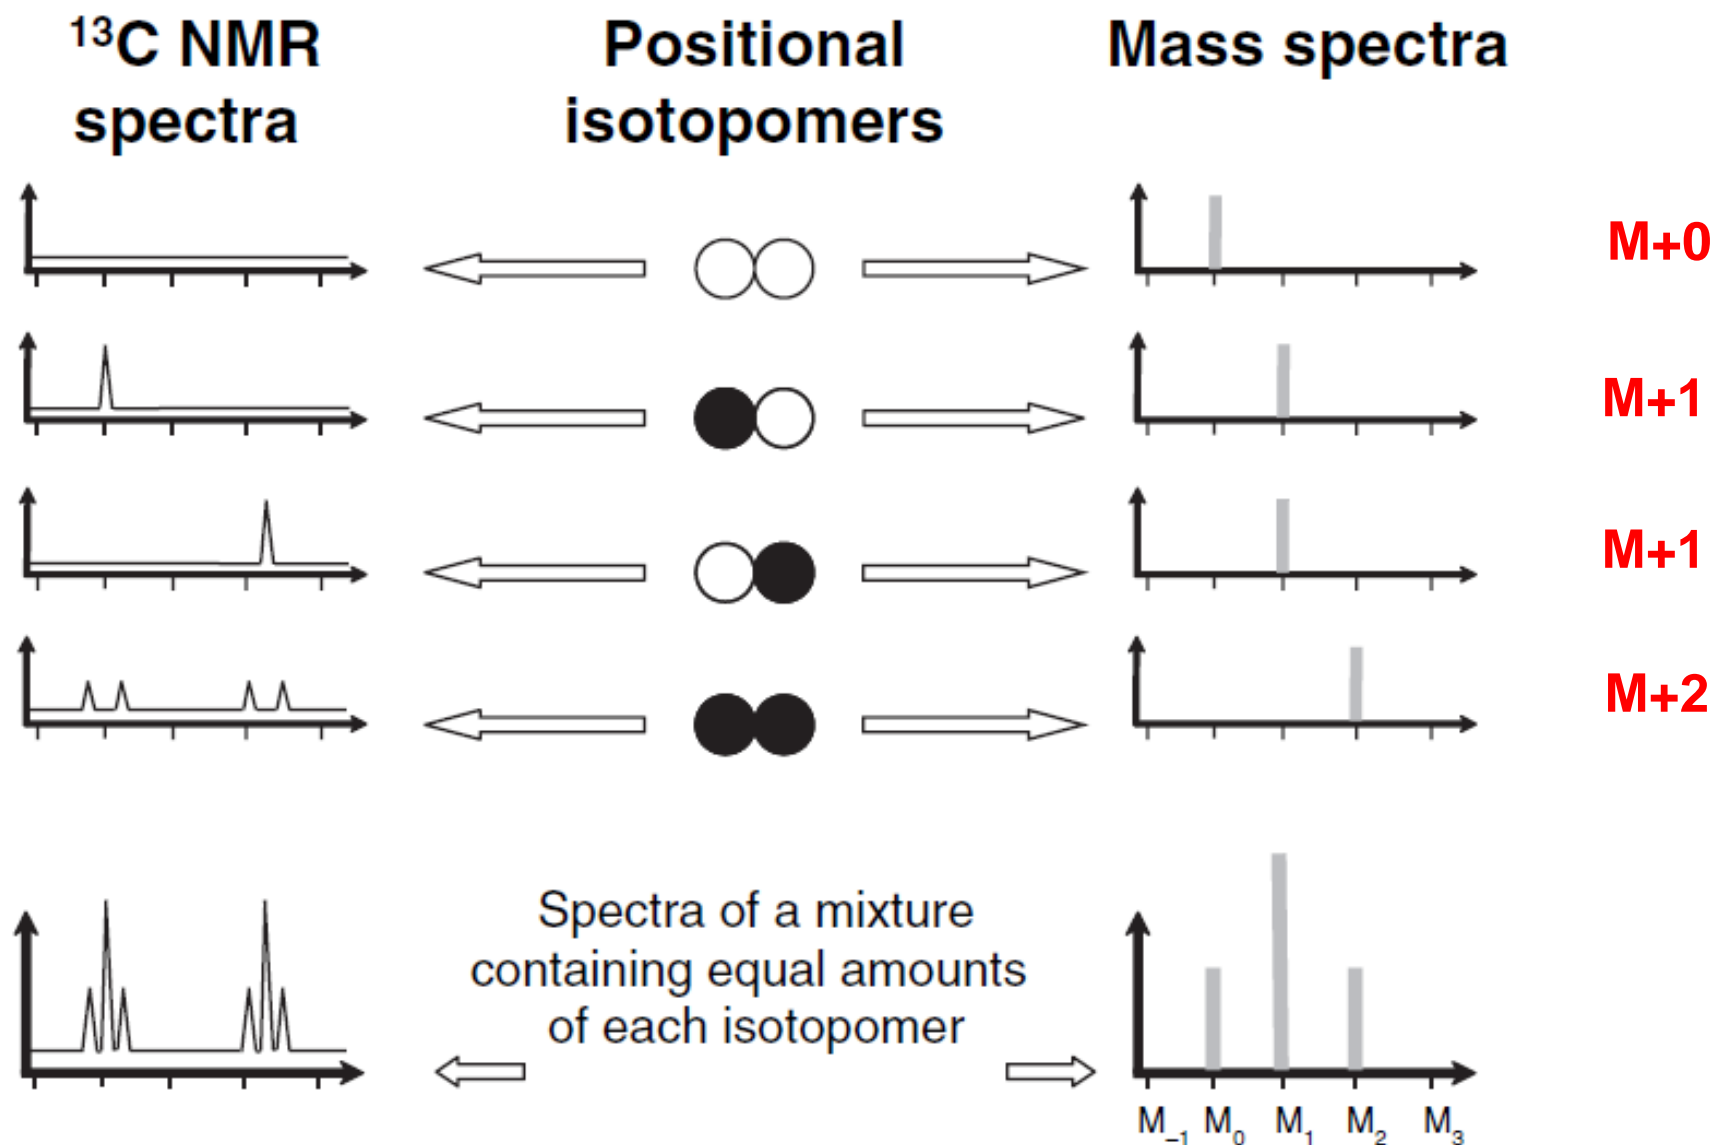 ¹³C NMR
spectra
Positional
isotopomers
Mass spectra
M+0
M+1
M+1
M+2
Spectra of a mixture
containing equal amounts
of each isotopomer
M₋₁ M₀ M₁ M₂ M₃